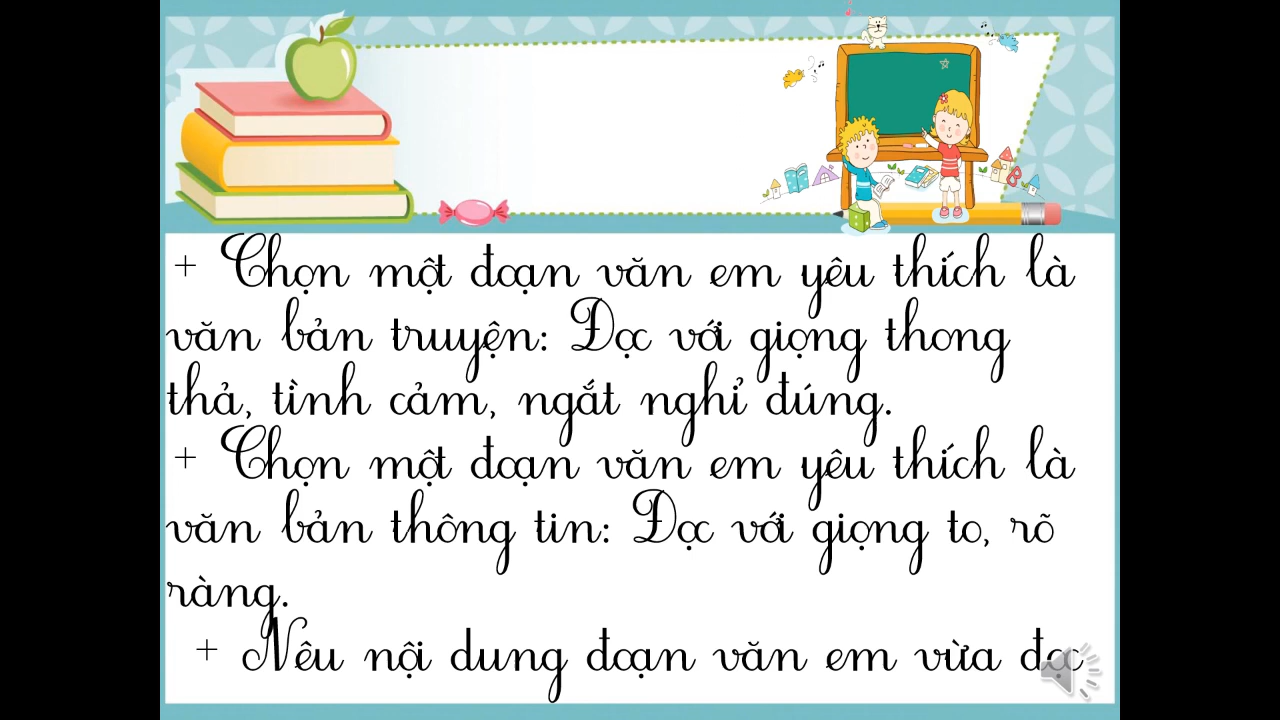 + Chọn một đoạn văn em yêu thích là
văn bản truyện: Đọc với giọng thong
thả, tình cảm, ngắt nghỉ đúng.
+ Chọn một đoạn văn em yêu thích là
văn bản thông tin: Đọc với giọng to, rõ
ràng.
+ Nêu nội dung đoạn văn em vừa đọc